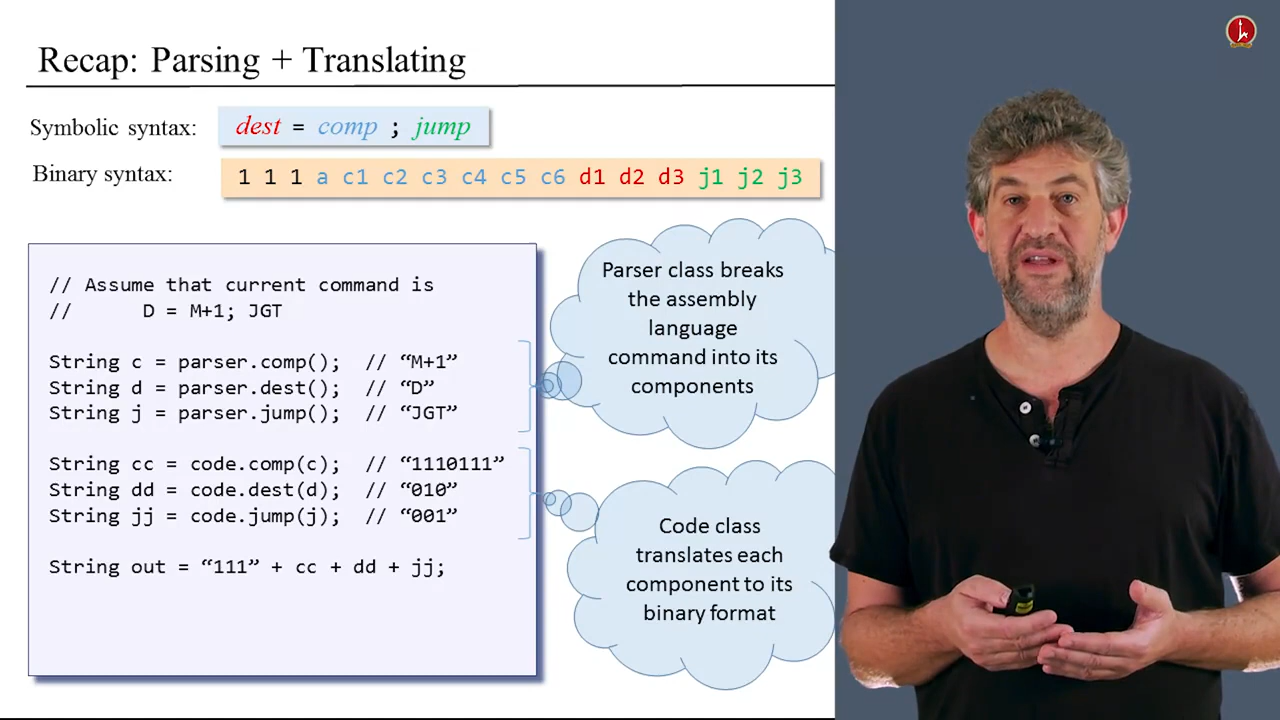 Recap: Parsing + Translating
Symbolic syntax: dest = comp ; jump
Binary syntax: 1 1 1 a c1 c2 c3 c4 c5 c6 d1 d2 d3 j1 j2 j3
// Assume that current command is
// D = M+1; JGT
String c = parser.comp(); // “M+1”
String d = parser.dest(); // “D”
String j = parser.jump(); // “JGT”
String cc = code.comp(c); // “1110111”
String dd = code.dest(d); // “010”
String jj = code.jump(j); // “001”
String out = “111” + cc + dd + jj;
Parser class breaks
the assembly
language
command into its
components
Code class
translates each
component to its
binary format